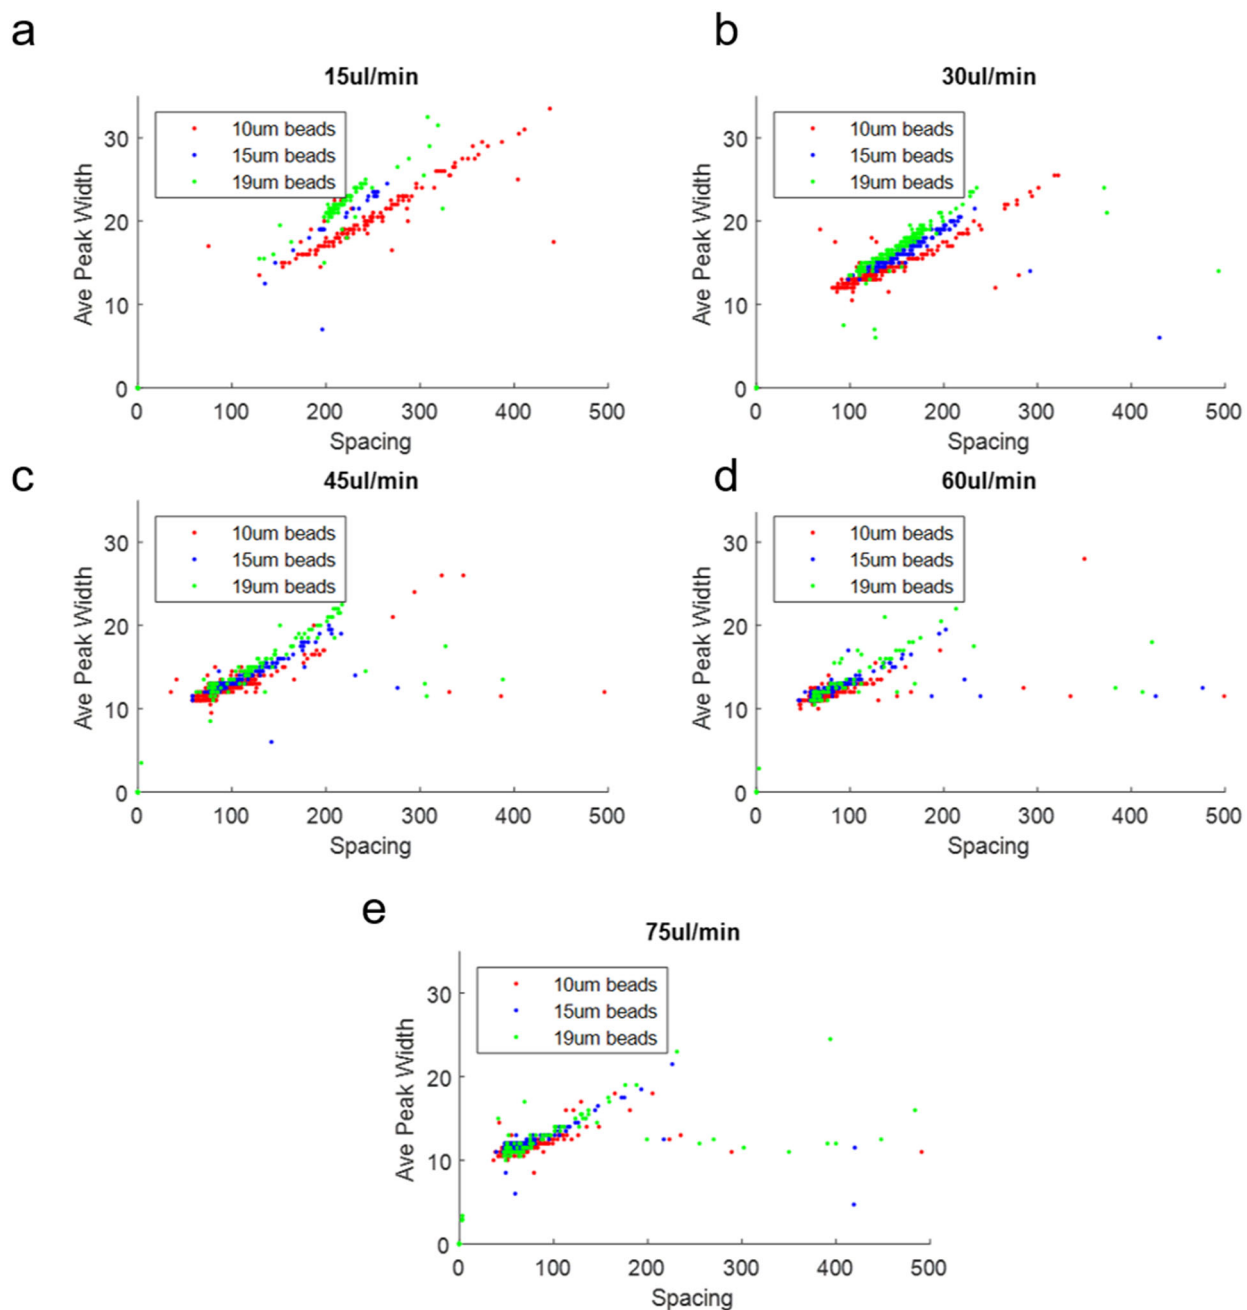 a
15ul/min
10um beads
15um beads
19um beads
Ave Peak Width
30
20
10
0
0 100 200 300 400 500
Spacing
b
30ul/min
10um beads
15um beads
19um beads
Ave Peak Width
30
20
10
0
0 100 200 300 400 500
Spacing
c
45ul/min
10um beads
15um beads
19um beads
Ave Peak Width
30
20
10
0
0 100 200 300 400 500
Spacing
d
60ul/min
10um beads
15um beads
19um beads
Ave Peak Width
30
20
10
0
0 100 200 300 400 500
Spacing
e
75ul/min
10um beads
15um beads
19um beads
Ave Peak Width
30
20
10
0
0 100 200 300 400 500
Spacing